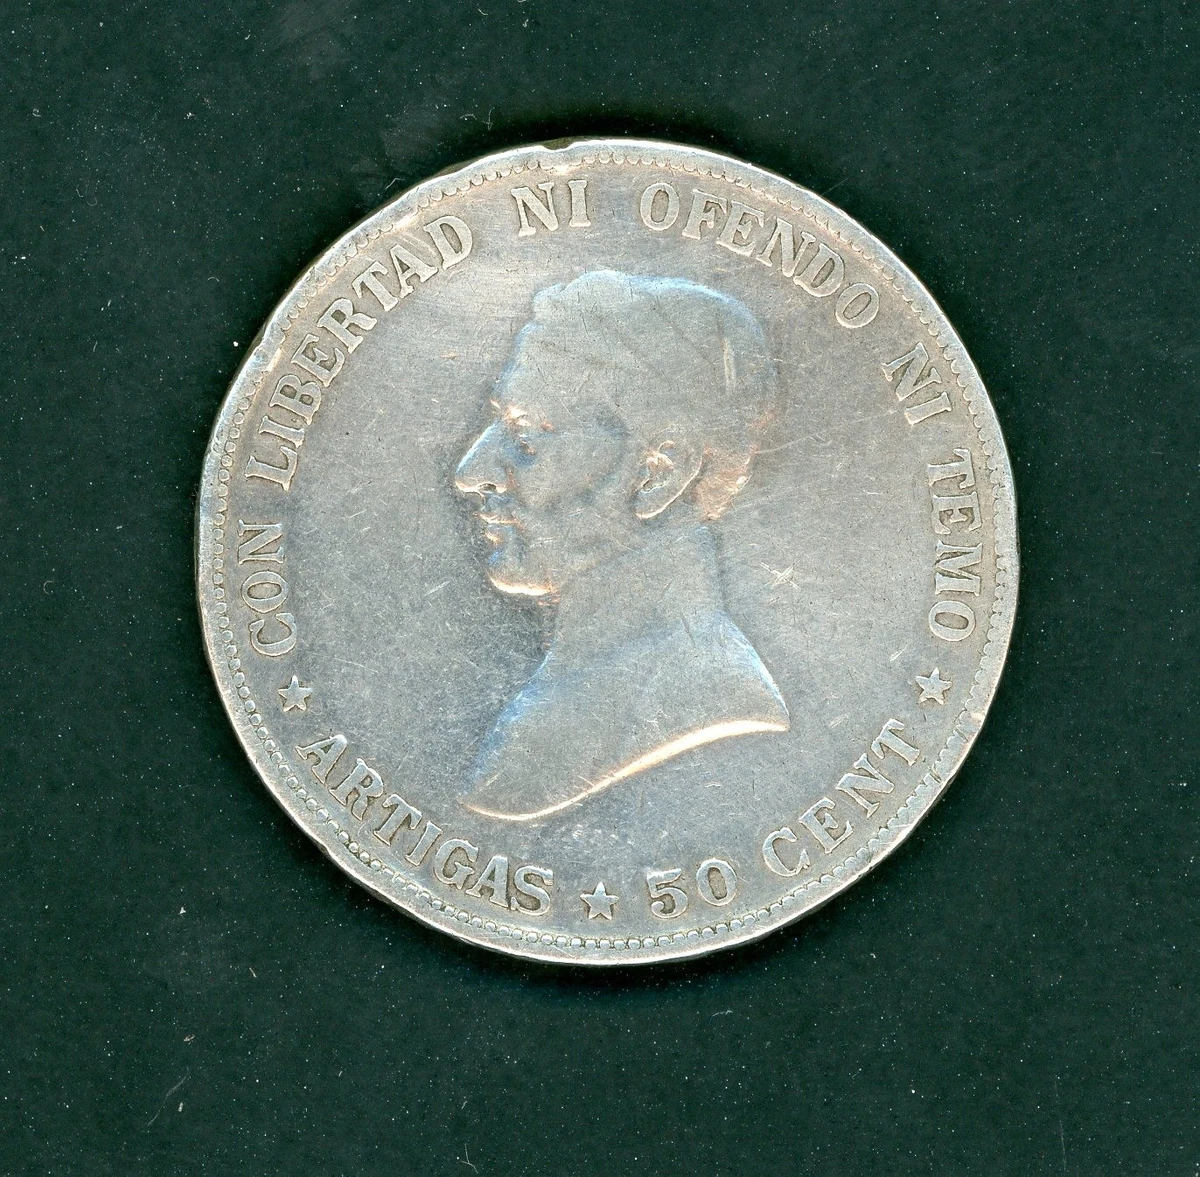 CON LIBERTAD NI OFENDO NI TEMO
ARTIGAS ★ 50 CENT